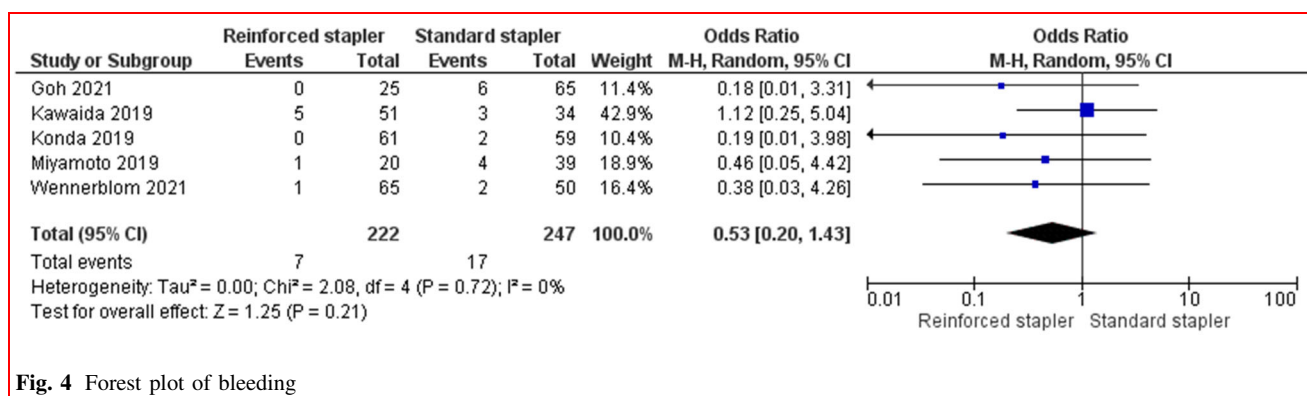 Reinforced stapler Standard stapler Odds Ratio Odds Ratio
Study or Subgroup Events Total Events Total Weight M-H, Random, 95% CI M-H, Random, 95% CI
Goh 2021 0 25 6 65 11.4% 0.18 [0.01, 3.31]
Kawaida 2019 5 51 3 34 42.9% 1.12 [0.25, 5.04]
Konda 2019 0 61 2 59 10.4% 0.19 [0.01, 3.98]
Miyamoto 2019 1 20 4 39 18.9% 0.46 [0.05, 4.42]
Wennerblom 2021 1 65 2 50 16.4% 0.38 [0.03, 4.26]
Total (95% CI) 222 247 100.0% 0.53 [0.20, 1.43]
Total events 7 17
Heterogeneity: Tau² = 0.00; Chi² = 2.08, df = 4 (P = 0.72); I² = 0%
Test for overall effect: Z = 1.25 (P = 0.21)
0.01 0.1 1 10 100
Reinforced stapler Standard stapler
Fig. 4 Forest plot of bleeding